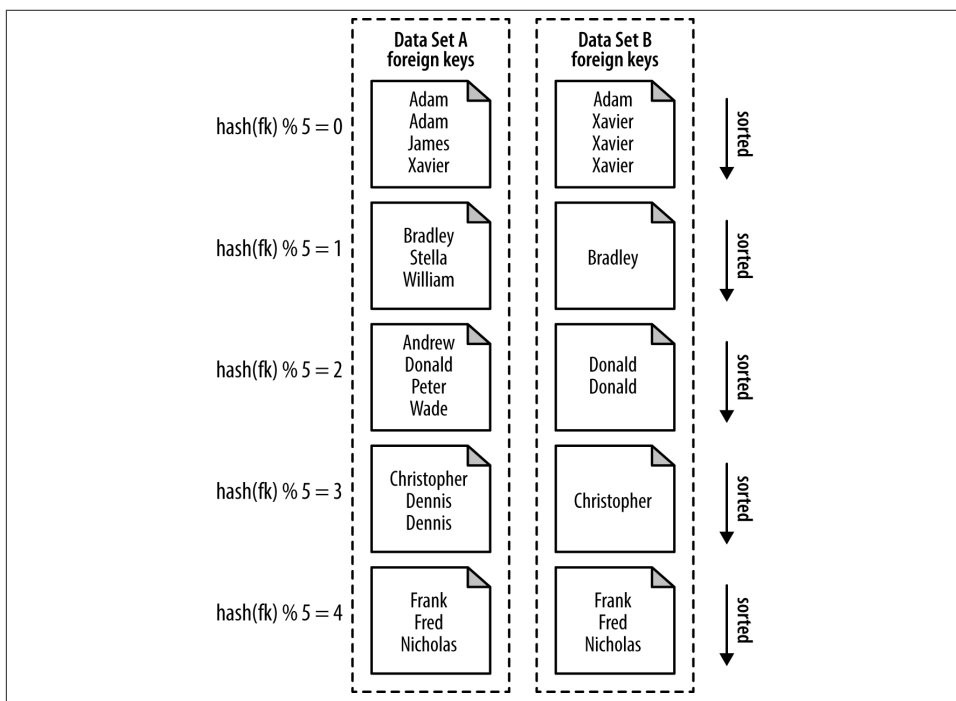 Data Set A
foreign keys
Data Set B
foreign keys
hash(fk) % 5 = 0
Adam
Adam
James
Xavier
Adam
Xavier
Xavier
Xavier
sorted
hash(fk) % 5 = 1
Bradley
Stella
William
Bradley
sorted
hash(fk) % 5 = 2
Andrew
Donald
Peter
Wade
Donald
Donald
sorted
hash(fk) % 5 = 3
Christopher
Dennis
Dennis
Christopher
sorted
hash(fk) % 5 = 4
Frank
Fred
Nicholas
Frank
Fred
Nicholas
sorted